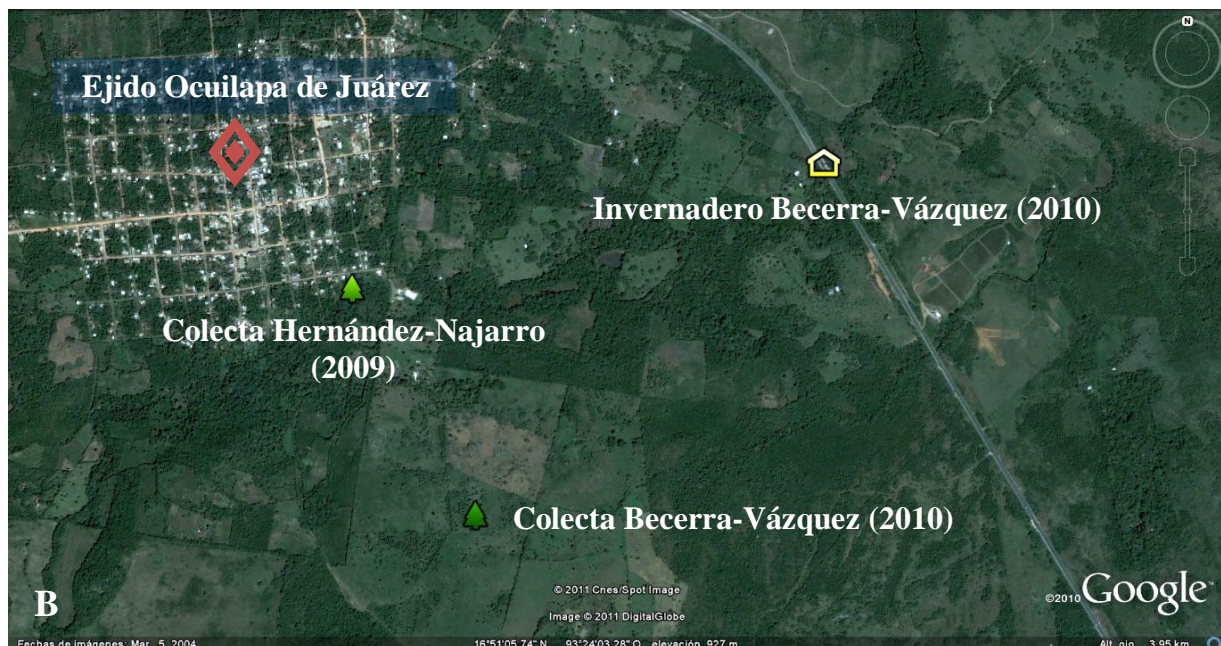 N
Ejido Ocuilapa de Juárez
Invernadero Becerra-Vázquez (2010)
Colecta Hernández-Najarro
(2009)
Colecta Becerra-Vázquez (2010)
© 2011 Cnes/Spot Image
Image © 2011 DigitalGlobe
©2010 Google
B
Fechas de imágenes: Mar 5, 2004 16°51'05.74" N 93°24'03.28" O elevación 927 m Alt. ojo 3.95 km